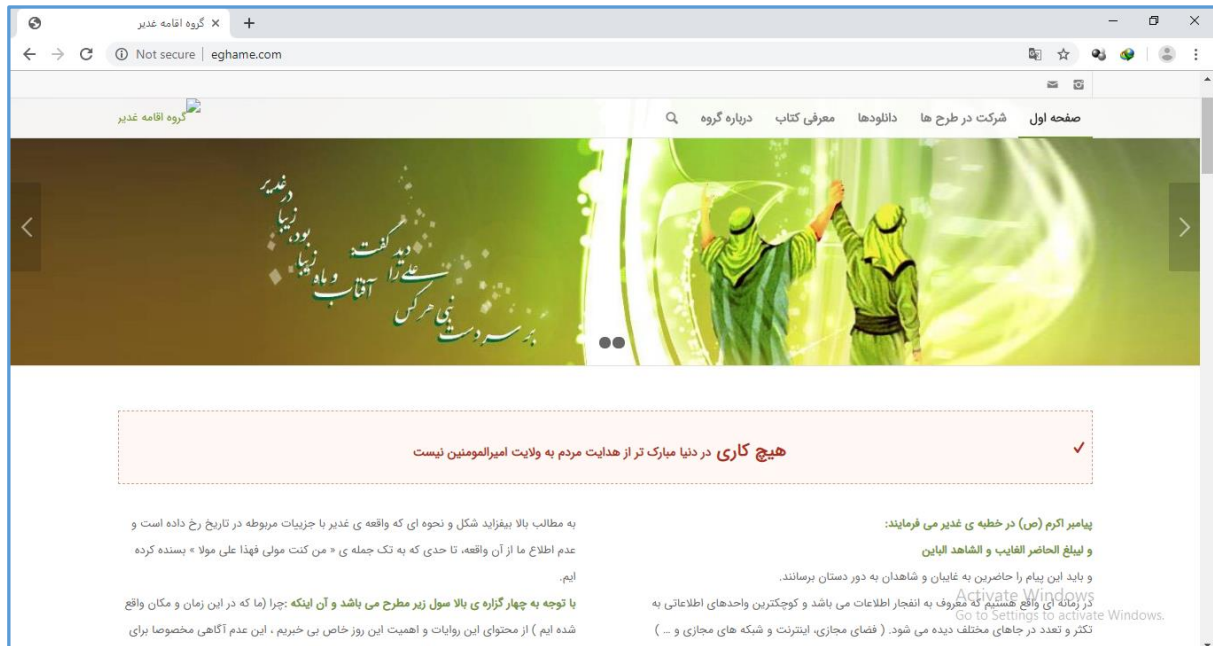 گروه اقامه غدیر
Not secure | eghame.com
صفحه اول شرکت در طرح ها دانلودها معرفی کتاب درباره گروه
گروه اقامه غدیر
در غدیر
زیبا
بود،
دید گفت: زیبا
علی را و ماه
آفتاب
نبی هر کس
بر سر دست
هیچ کاری در دنیا مبارک تر از هدایت مردم به ولایت امیرالمومنین نیست
پیامبر اکرم (ص) در خطبه ی غدیر می فرمایند:
و لیبلغ الحاضر الغایب و الشاهد الباین
و باید این پیام را حاضرین به غایبان و شاهدان به دور دستان برسانند.
در زمانه ای واقع هستیم که معروف به انفجار اطلاعات می باشد و کوچکترین واحدهای اطلاعاتی به
تکثر و تعدد در جاهای مختلف دیده می شود. ( فضای مجازی، اینترنت و شبکه های مجازی و ... )
به مطالب بالا بیفزاید شکل و نحوه ای که واقعه ی غدیر با جزییات مربوطه در تاریخ رخ داده است و
عدم اطلاع ما از آن واقعه، تا حدی که به تک جمله ی « من کنت مولی فهذا علی مولا » بسنده کرده
ایم.
با توجه به چهار گزاره ی بالا سول زیر مطرح می باشد و آن اینکه :چرا (ما که در این زمان و مکان واقع
شده ایم ) از محتوای این روایات و اهمیت این روز خاص بی خبریم ، این عدم آگاهی مخصوصا برای
Activate Windows
Go to Settings to activate Windows.